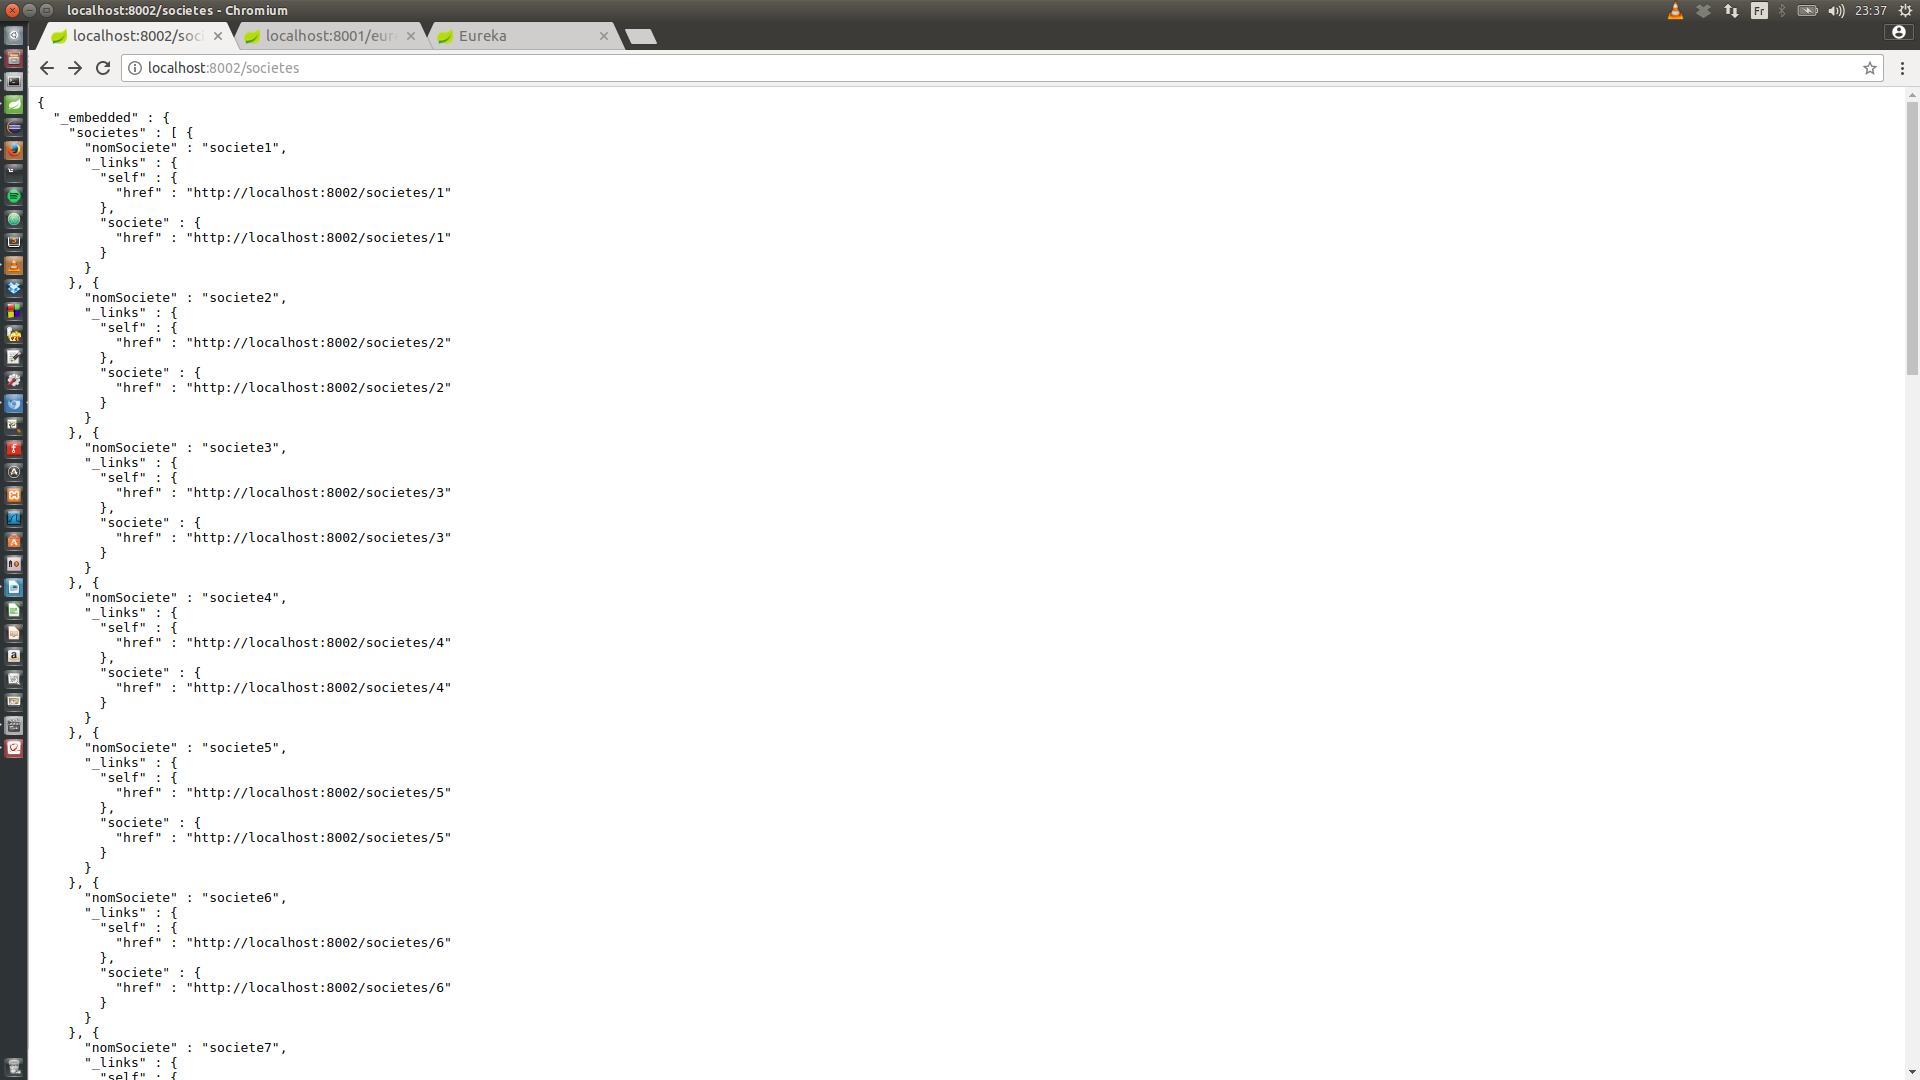 localhost:8002/societes - Chromium
Fr
23:37
localhost:8002/soci
localhost:8001/eur
Eureka
localhost:8002/societes
{
  "_embedded" : {
    "societes" : [ {
      "nomSociete" : "societe1",
      "_links" : {
        "self" : {
          "href" : "http://localhost:8002/societes/1"
        },
        "societe" : {
          "href" : "http://localhost:8002/societes/1"
        }
      }
    }, {
      "nomSociete" : "societe2",
      "_links" : {
        "self" : {
          "href" : "http://localhost:8002/societes/2"
        },
        "societe" : {
          "href" : "http://localhost:8002/societes/2"
        }
      }
    }, {
      "nomSociete" : "societe3",
      "_links" : {
        "self" : {
          "href" : "http://localhost:8002/societes/3"
        },
        "societe" : {
          "href" : "http://localhost:8002/societes/3"
        }
      }
    }, {
      "nomSociete" : "societe4",
      "_links" : {
        "self" : {
          "href" : "http://localhost:8002/societes/4"
        },
        "societe" : {
          "href" : "http://localhost:8002/societes/4"
        }
      }
    }, {
      "nomSociete" : "societe5",
      "_links" : {
        "self" : {
          "href" : "http://localhost:8002/societes/5"
        },
        "societe" : {
          "href" : "http://localhost:8002/societes/5"
        }
      }
    }, {
      "nomSociete" : "societe6",
      "_links" : {
        "self" : {
          "href" : "http://localhost:8002/societes/6"
        },
        "societe" : {
          "href" : "http://localhost:8002/societes/6"
        }
      }
    }, {
      "nomSociete" : "societe7",
      "_links" : {
        "self" : {